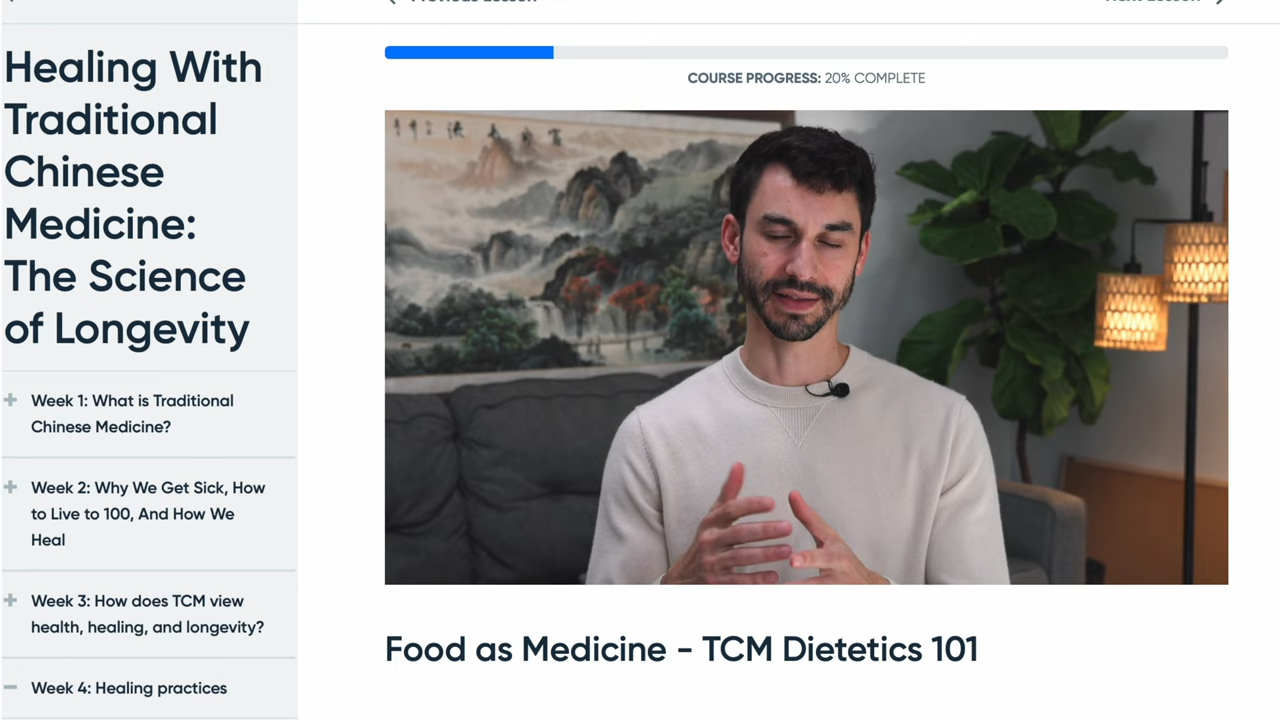 Healing With
Traditional
Chinese
Medicine:
The Science
of Longevity
Week 1: What is Traditional
Chinese Medicine?
Week 2: Why We Get Sick, How
to Live to 100, And How We
Heal
Week 3: How does TCM view
health, healing, and longevity?
Week 4: Healing practices
COURSE PROGRESS: 20% COMPLETE
Food as Medicine - TCM Dietetics 101